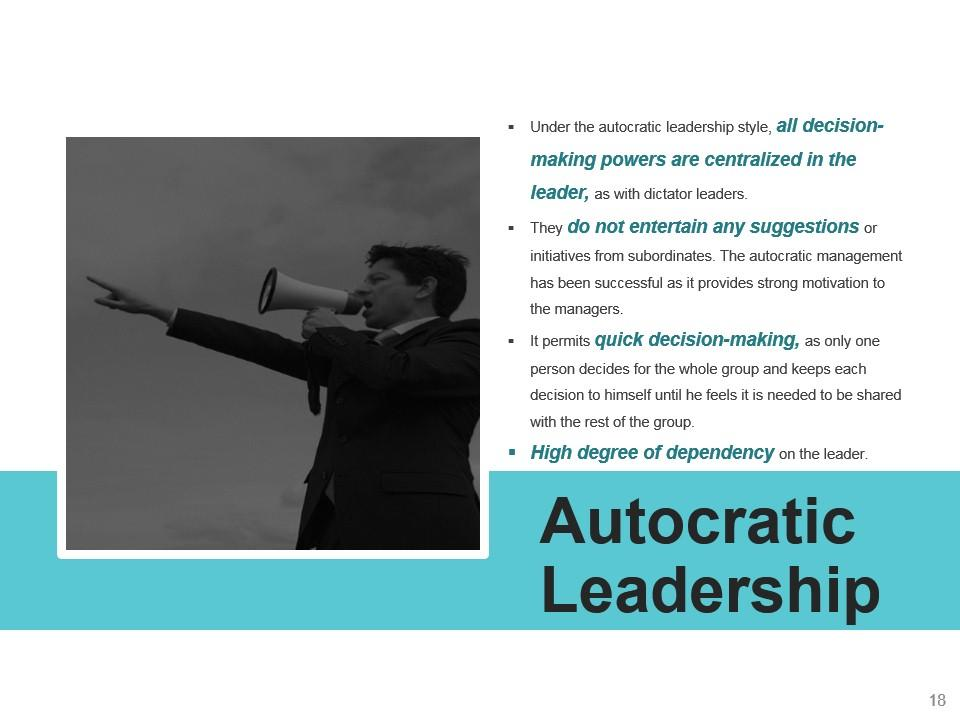 ▪ Under the autocratic leadership style, all decision-
making powers are centralized in the
leader, as with dictator leaders.
▪ They do not entertain any suggestions or
initiatives from subordinates. The autocratic management
has been successful as it provides strong motivation to
the managers.
▪ It permits quick decision-making, as only one
person decides for the whole group and keeps each
decision to himself until he feels it is needed to be shared
with the rest of the group.
▪ High degree of dependency on the leader.
Autocratic
Leadership
18